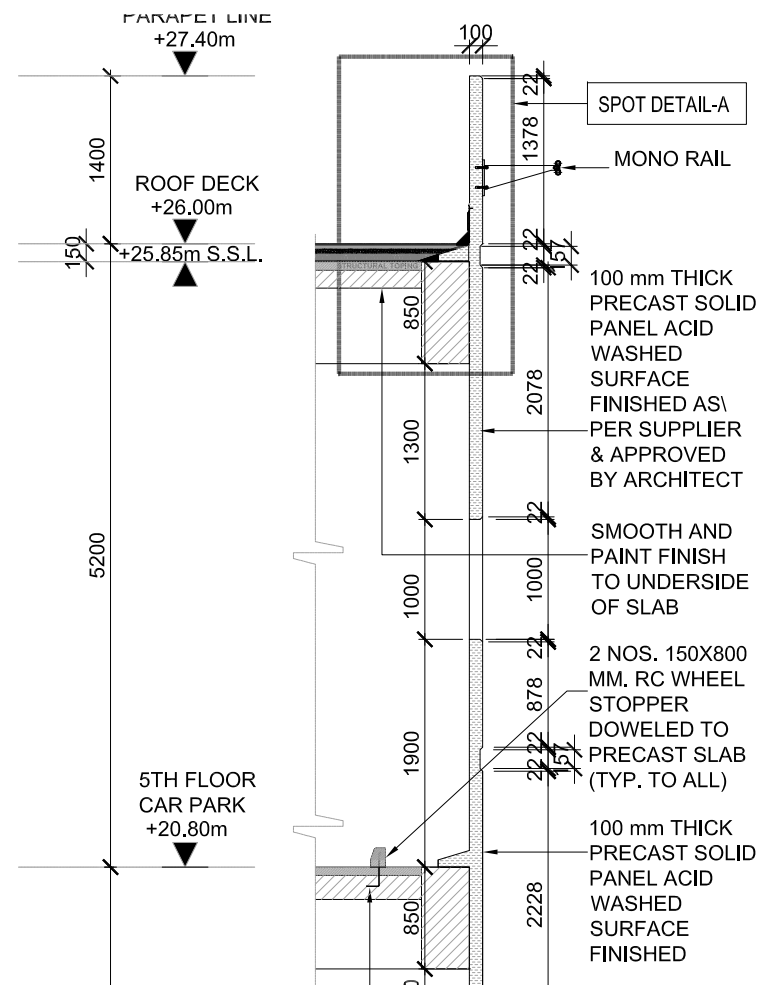 PARAPET LINE
+27.40m
100
22
SPOT DETAIL-A
1378
1400
MONO RAIL
ROOF DECK
+26.00m
150
+25.85m S.S.L.
22
157
22
STRUCTURAL TOPING
850
100 mm THICK
PRECAST SOLID
PANEL ACID
WASHED
SURFACE
FINISHED AS\
PER SUPPLIER
& APPROVED
BY ARCHITECT
2078
1300
22
5200
SMOOTH AND
PAINT FINISH
TO UNDERSIDE
OF SLAB
1000
1000
22
2 NOS. 150X800
MM. RC WHEEL
STOPPER
DOWELED TO
PRECAST SLAB
(TYP. TO ALL)
878
22
157
22
1900
5TH FLOOR
CAR PARK
+20.80m
100 mm THICK
PRECAST SOLID
PANEL ACID
WASHED
SURFACE
FINISHED
850
2228